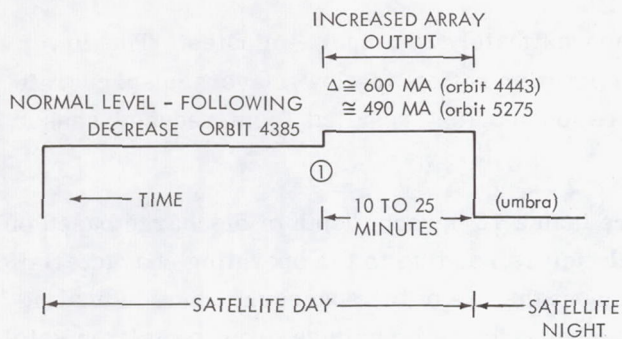 INCREASED ARRAY
OUTPUT
Δ ≅ 600 MA (orbit 4443)
≅ 490 MA (orbit 5275
NORMAL LEVEL - FOLLOWING
DECREASE ORBIT 4385
①
TIME
10 TO 25
MINUTES
(umbra)
SATELLITE DAY
SATELLITE
NIGHT